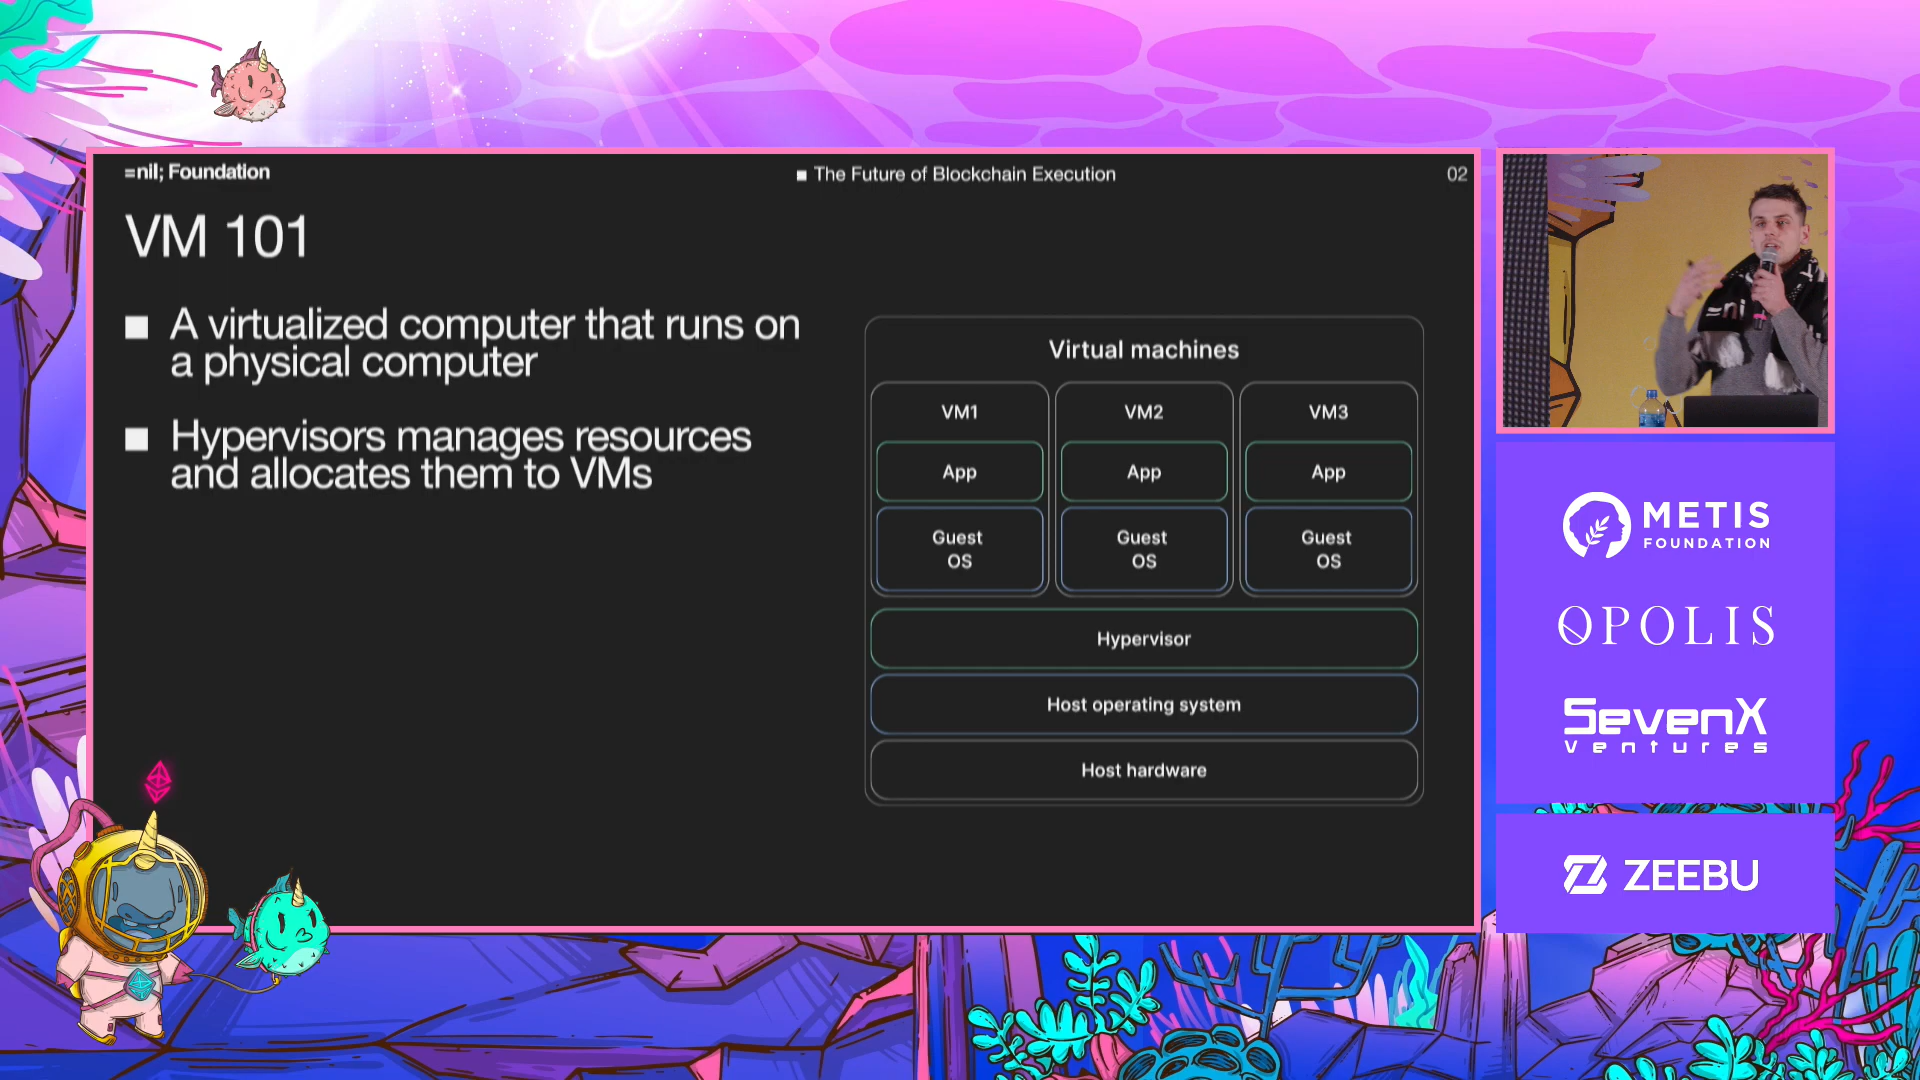 =nil; Foundation
■ The Future of Blockchain Execution
02
VM 101
■ A virtualized computer that runs on
a physical computer
■ Hypervisors manages resources
and allocates them to VMs
Virtual machines
VM1
VM2
VM3
App
App
App
Guest
OS
Guest
OS
Guest
OS
Hypervisor
Host operating system
Host hardware
=nil
METIS
FOUNDATION
OPOLIS
SevenX
Ventures
ZEEBU